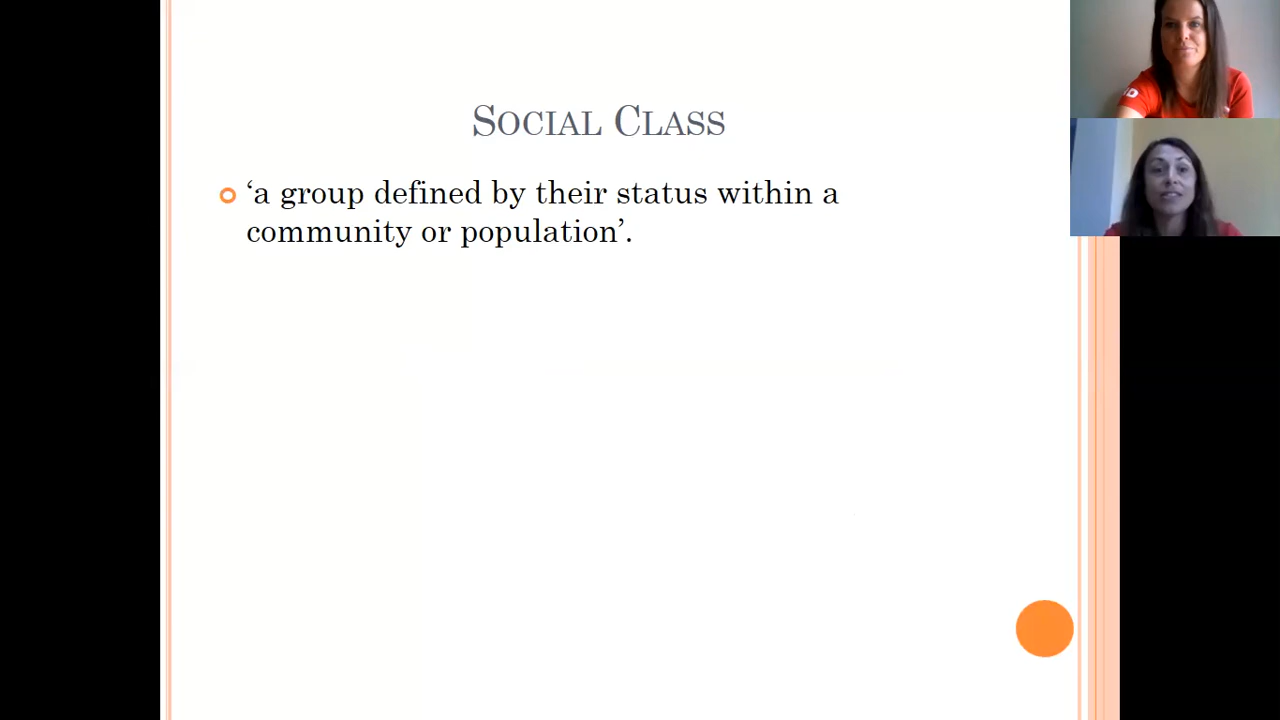 Social Class
‘a group defined by their status within a
community or population’.